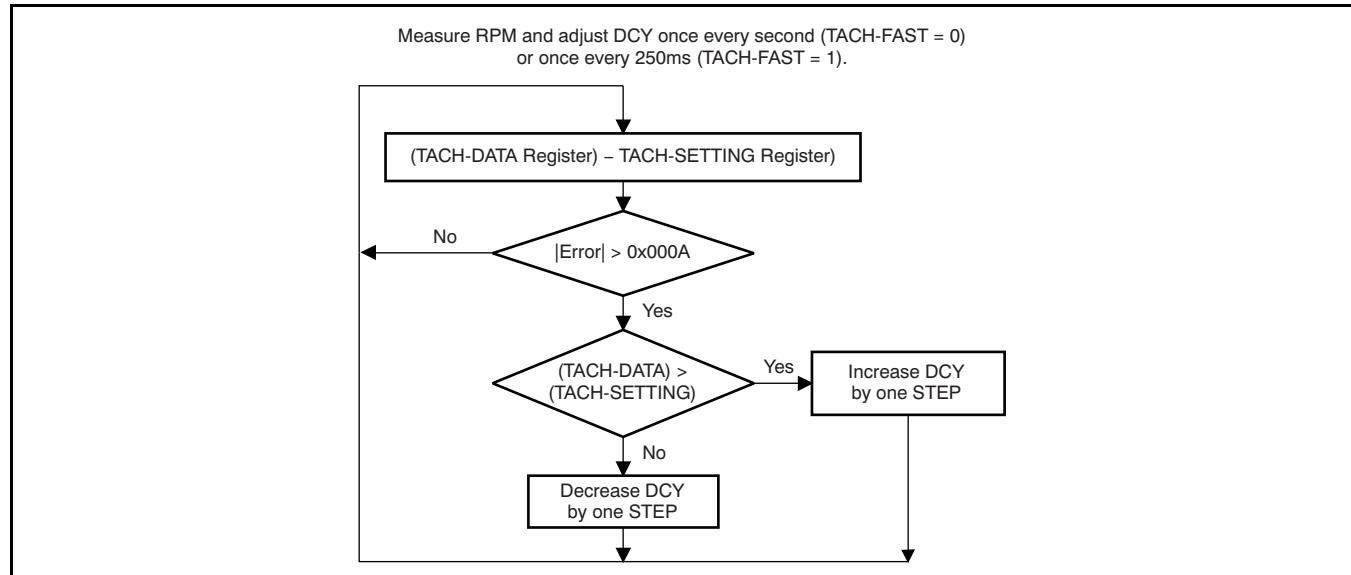 Measure RPM and adjust DCY once every second (TACH-FAST = 0)
or once every 250ms (TACH-FAST = 1).
(TACH-DATA Register) − TACH-SETTING Register)
No
|Error| > 0x000A
Yes
(TACH-DATA) >
(TACH-SETTING)
Yes
Increase DCY
by one STEP
No
Decrease DCY
by one STEP